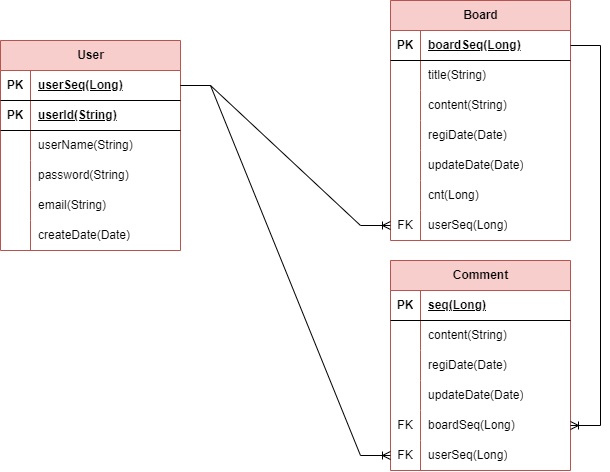 User
PK userSeq(Long)
PK userId(String)
userName(String)
password(String)
email(String)
createDate(Date)
Board
PK boardSeq(Long)
title(String)
content(String)
regiDate(Date)
updateDate(Date)
cnt(Long)
FK userSeq(Long)
Comment
PK seq(Long)
content(String)
regiDate(Date)
updateDate(Date)
FK boardSeq(Long)
FK userSeq(Long)